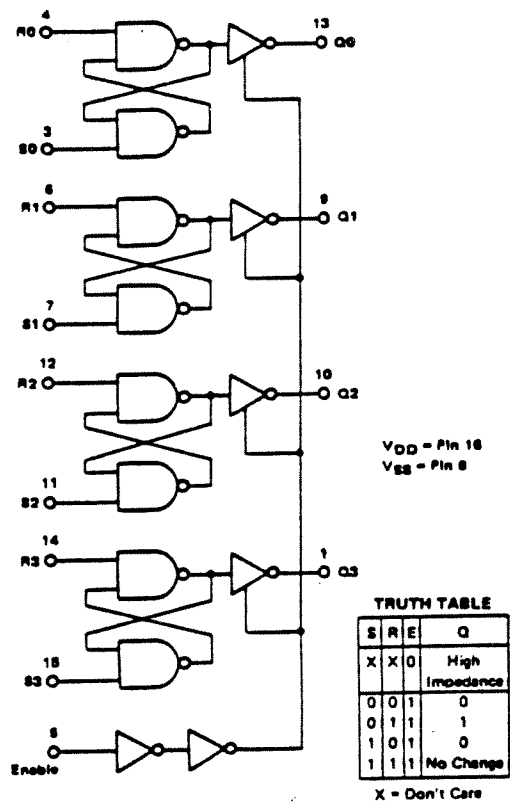 4
R0
13
Q0
3
S0
6
R1
9
Q1
7
S1
12
R2
10
Q2
11
S2
VDD = Pin 16
VSS = Pin 8
14
R3
1
Q3
15
S3
5
Enable
TRUTH TABLE
S R E Q
X X 0 High Impedance
0 0 1 0
0 1 1 1
1 0 1 0
1 1 1 No Change
X = Don't Care